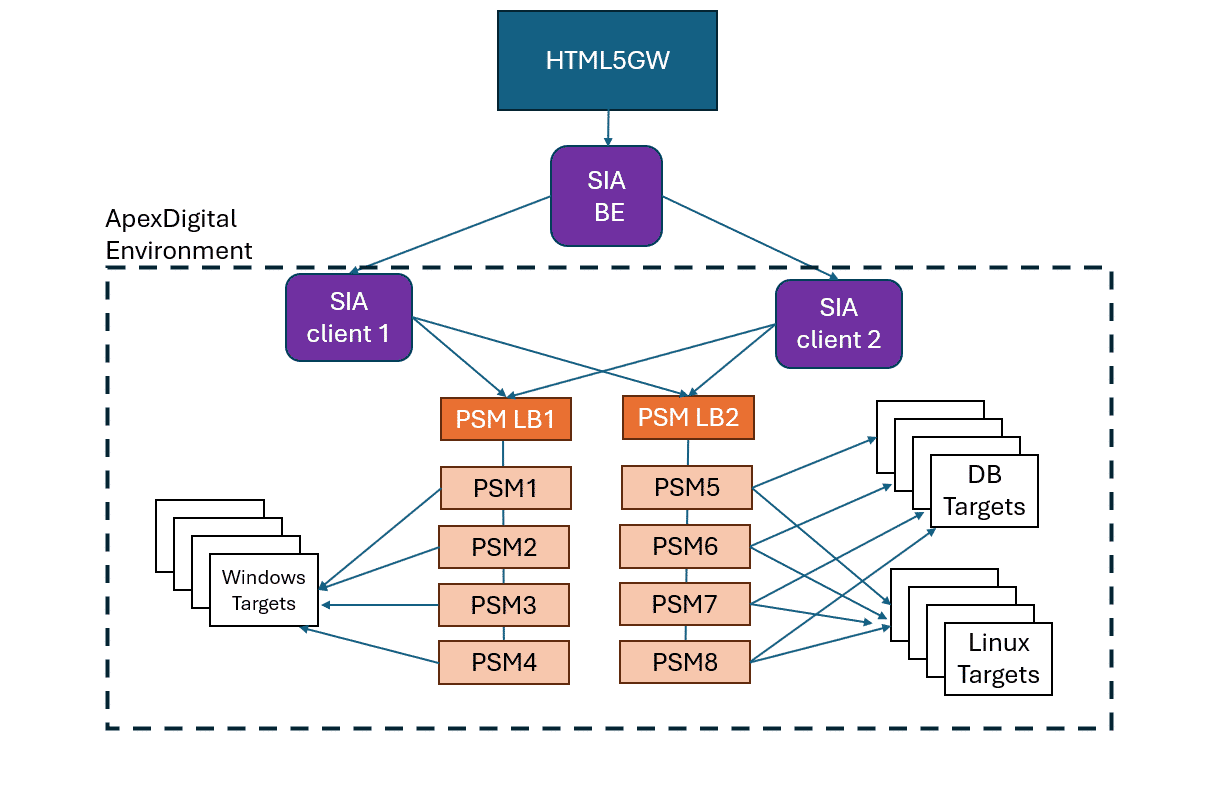 HTML5GW
SIA
BE
ApexDigital
Environment
SIA
client 1
SIA
client 2
PSM LB1
PSM LB2
PSM1
PSM2
PSM3
PSM4
PSM5
PSM6
PSM7
PSM8
Windows
Targets
DB
Targets
Linux
Targets